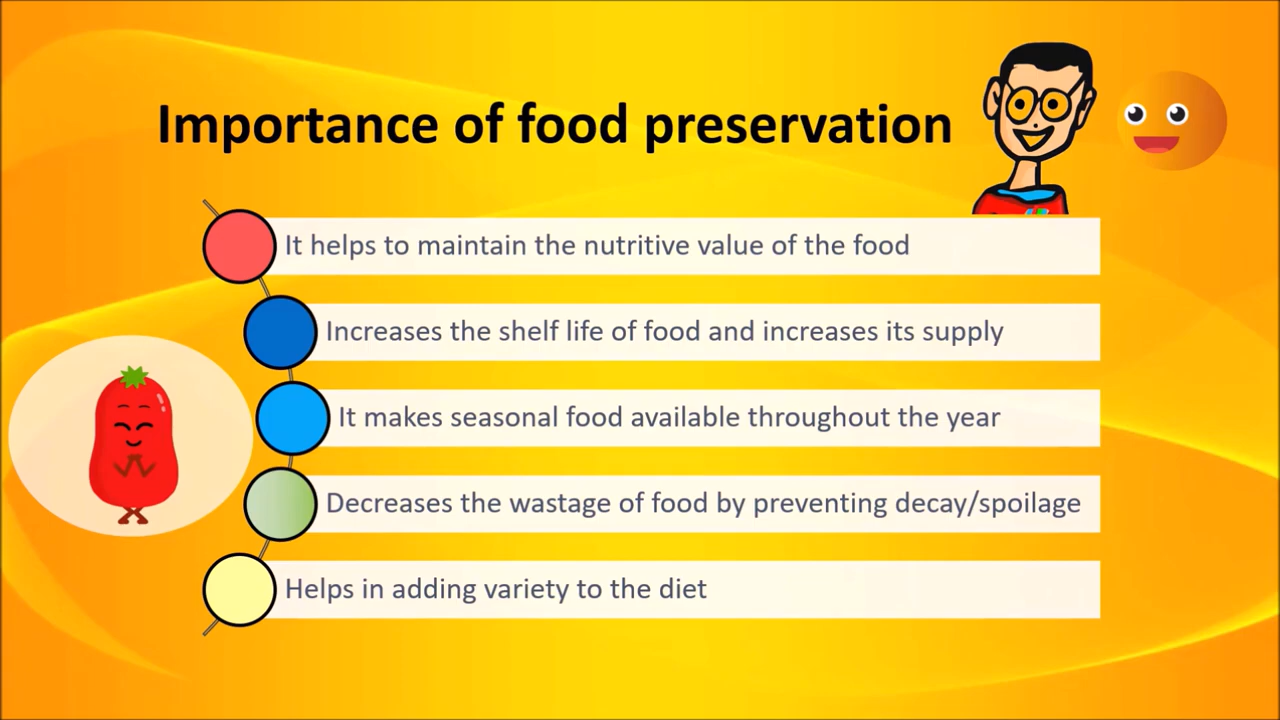 Importance of food preservation
It helps to maintain the nutritive value of the food
Increases the shelf life of food and increases its supply
It makes seasonal food available throughout the year
Decreases the wastage of food by preventing decay/spoilage
Helps in adding variety to the diet